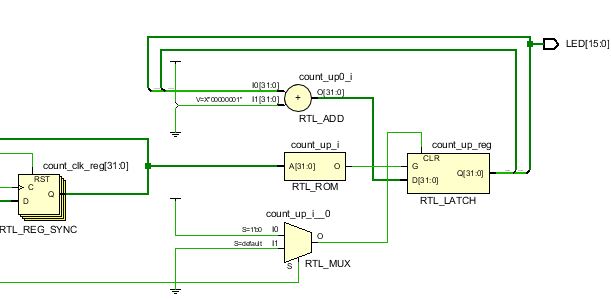 LED[15:0]
count_up0_i
I0[31:0]
+
O[31:0]
V=X"00000001"
I1[31:0]
RTL_ADD
count_up_i
count_up_reg
count_clk_reg[31:0]
CLR
A[31:0]
O
G
Q[31:0]
D[31:0]
RST
C
Q
D
RTL_ROM
RTL_LATCH
RTL_REG_SYNC
count_up_i__0
S=1'b0
I0
O
S=default
I1
S
RTL_MUX